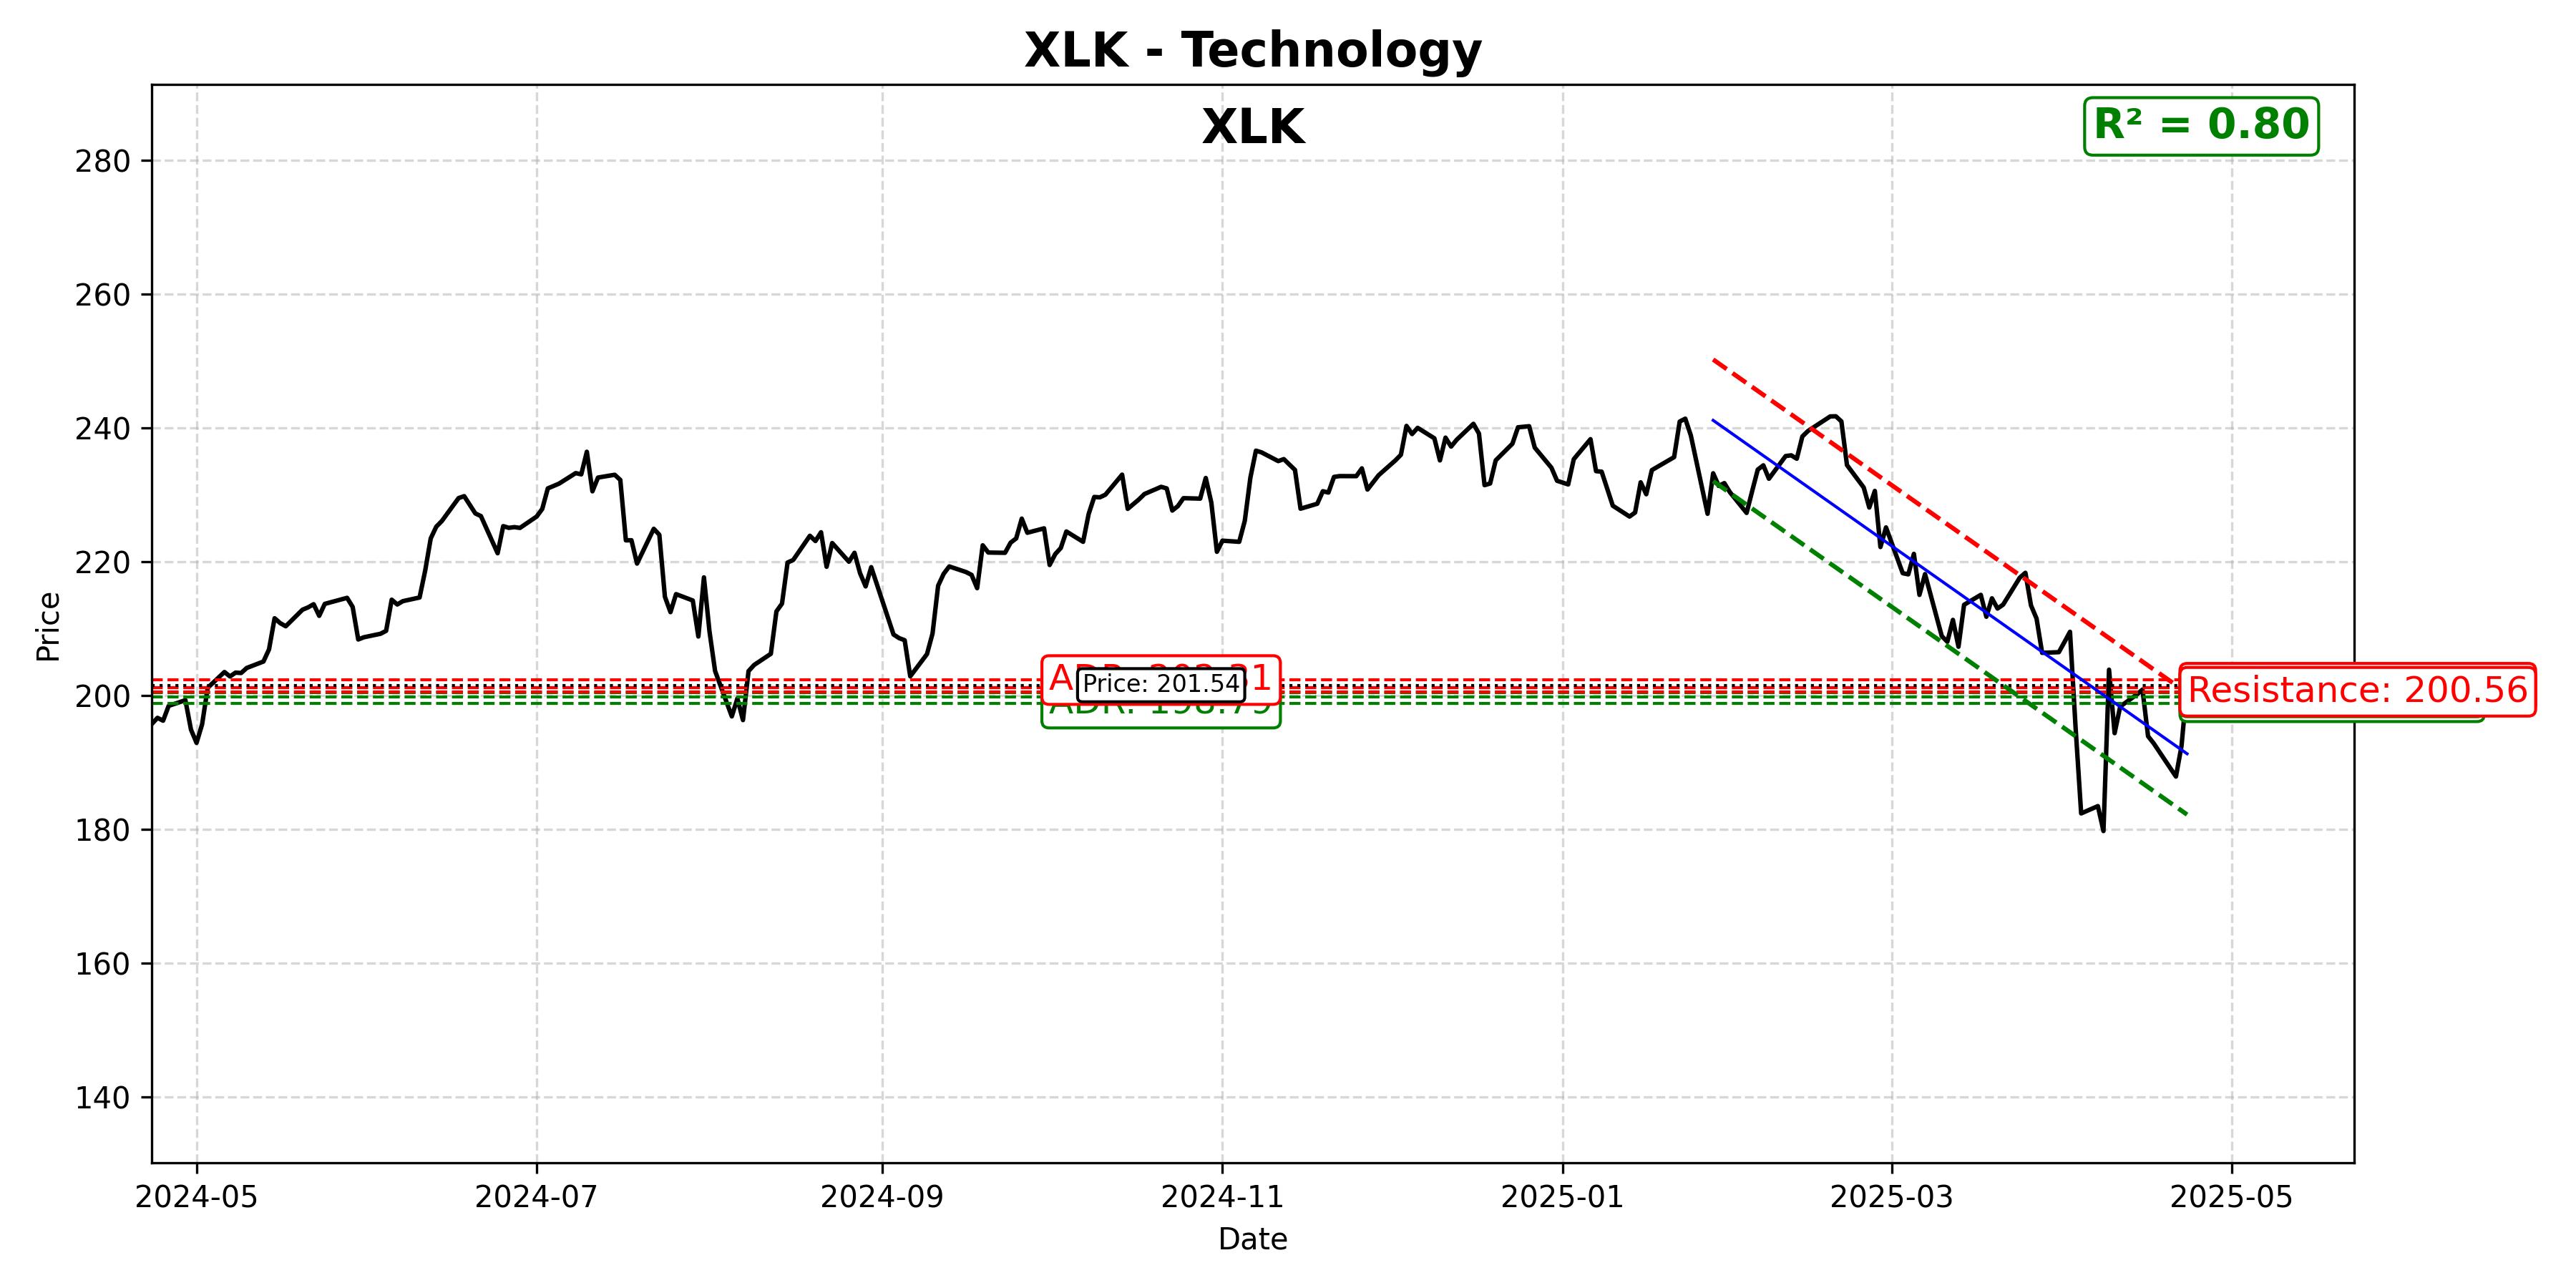 XLK - Technology
XLK
R² = 0.80
280
260
240
220
200
180
160
140
Price
Price: 201.54
Resistance: 200.56
2024-05
2024-07
2024-09
2024-11
2025-01
2025-03
2025-05
Date